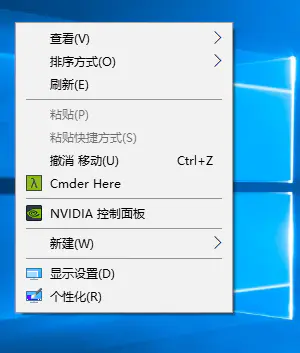 查看(V)
排序方式(O)
刷新(E)
粘贴(P)
粘贴快捷方式(S)
撤消 移动(U) Ctrl+Z
Cmder Here
NVIDIA 控制面板
新建(W)
显示设置(D)
个性化(R)